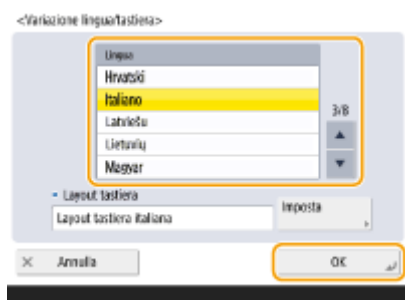 <Variazione lingua/tastiera>
Lingua
Hrvatski
Italiano
Latviešu
Lietuvių
Magyar
3/8
Layout tastiera
Layout tastiera italiana
Imposta
× Annulla
OK